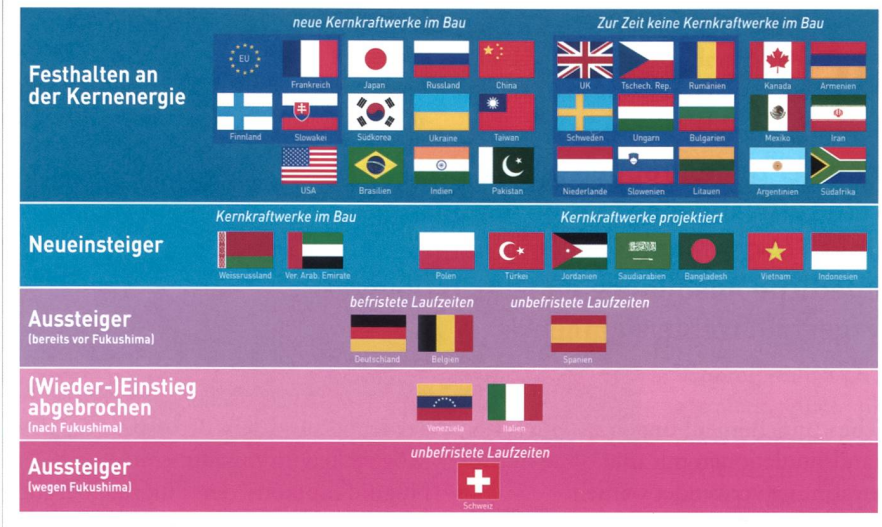 neue Kernkraftwerke im Bau
Zur Zeit keine Kernkraftwerke im Bau
Festhalten an
der Kernenergie
EU
Frankreich
Japan
Russland
China
UK
Tschech. Rep.
Rumänien
Kanada
Armenien
Finnland
Slowakei
Südkorea
Ukraine
Taiwan
Schweden
Ungarn
Bulgarien
Mexiko
Iran
USA
Brasilien
Indien
Pakistan
Niederlande
Slowenien
Litauen
Argentinien
Südafrika
Neueinsteiger
Kernkraftwerke im Bau
Kernkraftwerke projektiert
Weissrussland
Ver. Arab. Emirate
Polen
Türkei
Jordanien
Saudiarabien
Bangladesh
Vietnam
Indonesien
Aussteiger
(bereits vor Fukushima)
befristete Laufzeiten
unbefristete Laufzeiten
Deutschland
Belgien
Spanien
(Wieder-)Einstieg
abgebrochen
(nach Fukushima)
Venezuela
Italien
Aussteiger
(wegen Fukushima)
unbefristete Laufzeiten
Schweiz